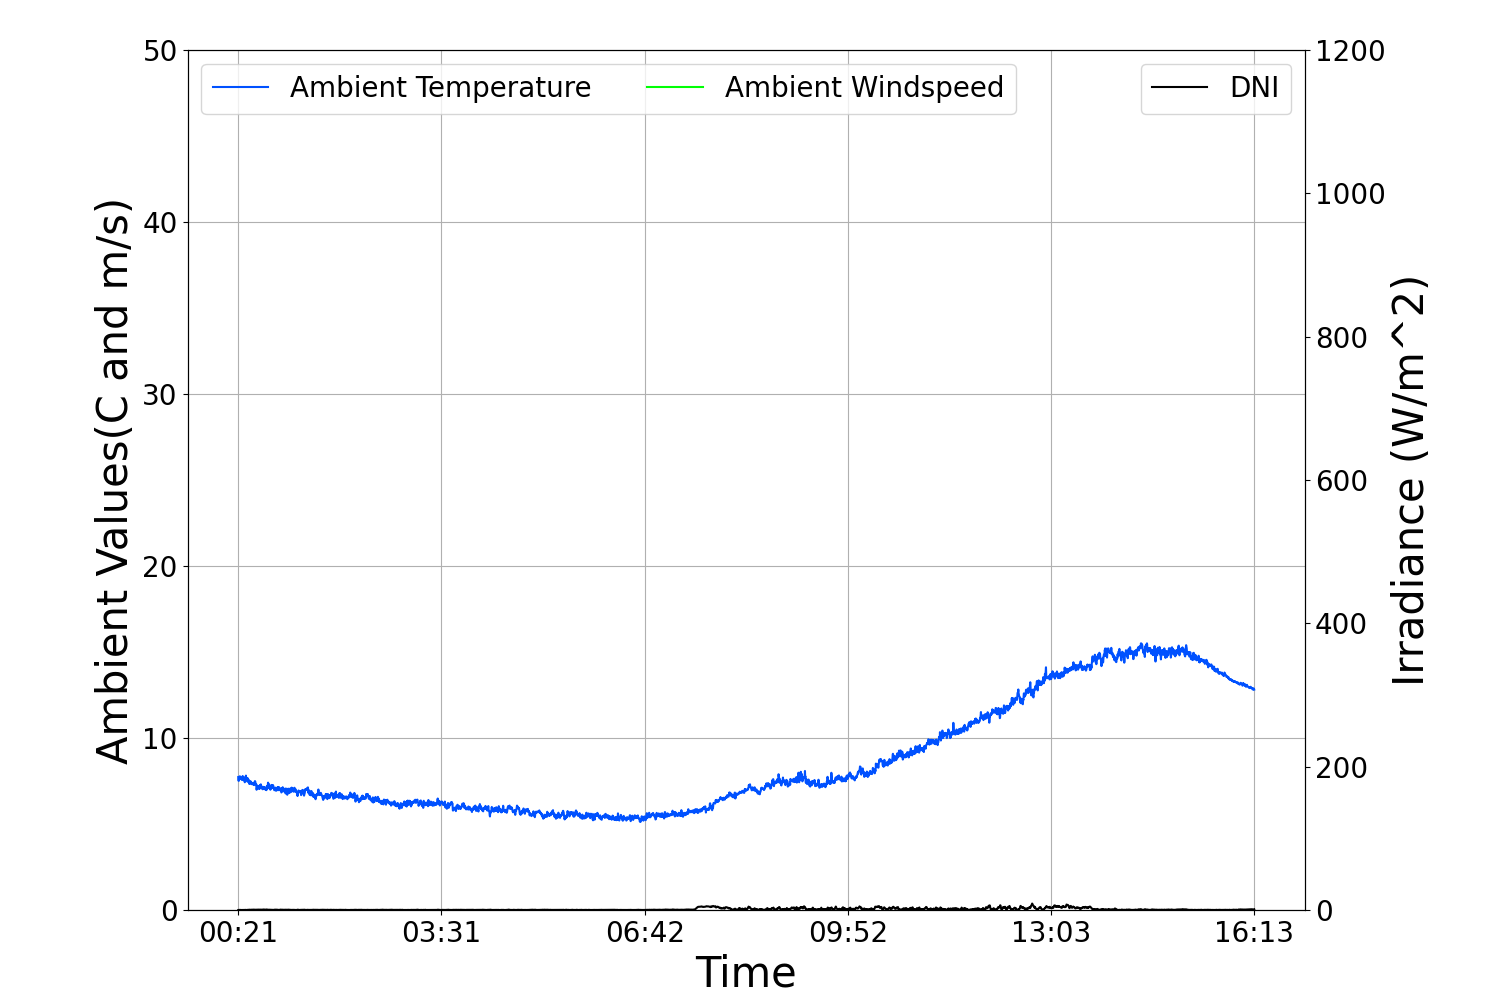 Ambient Temperature
Ambient Windspeed
DNI
Ambient Values(C and m/s)
50
40
30
20
10
0
1200
1000
800
600
400
200
0
Irradiance (W/m^2)
00:21 03:31 06:42 09:52 13:03 16:13
Time